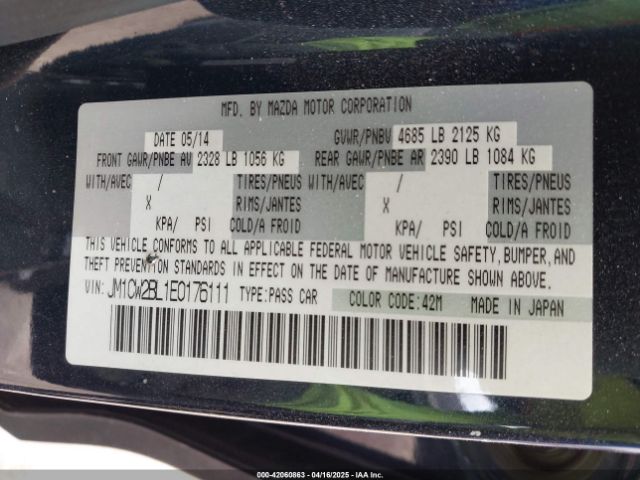 MFD. BY MAZDA MOTOR CORPORATION
DATE 05/14 GVWR/PNBV 4685 LB 2125 KG
FRONT GAWR/PNBE AV 2328 LB 1056 KG REAR GAWR/PNBE AR 2390 LB 1084 KG
WITH/AVEC / TIRES/PNEUS WITH/AVEC / TIRES/PNEUS
X RIMS/JANTES X RIMS/JANTES
KPA/ PSI COLD/A FROID KPA/ PSI COLD/A FROID
THIS VEHICLE CONFORMS TO ALL APPLICABLE FEDERAL MOTOR VEHICLE SAFETY, BUMPER, AND
THEFT PREVENTION STANDARDS IN EFFECT ON THE DATE OF MANUFACTURE SHOWN ABOVE.
VIN: JM1CW2BL1E0176111 TYPE:PASS CAR COLOR CODE:42M MADE IN JAPAN
000-42060863 - 04/16/2025 - IAAI.COM